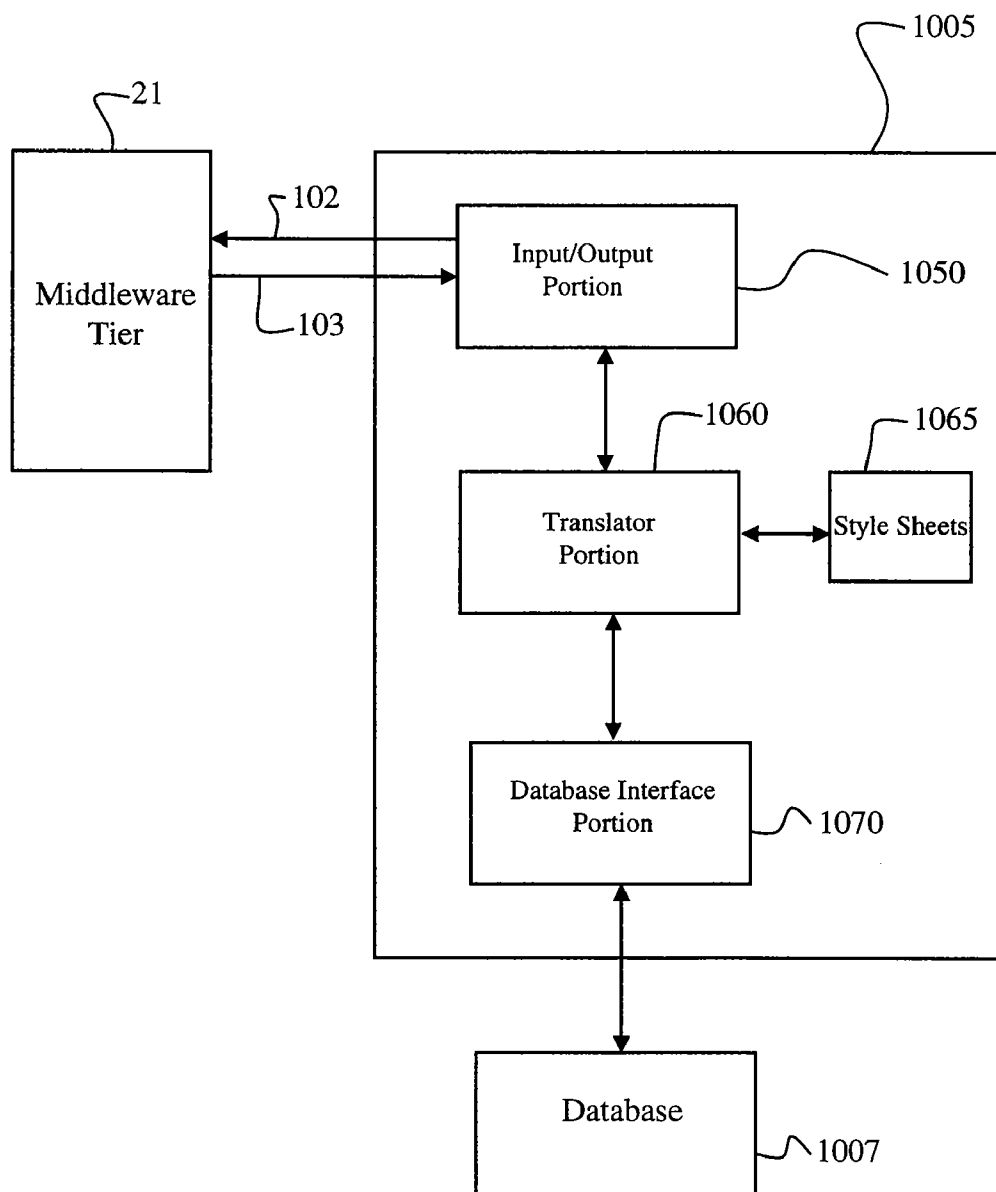 1005
21
102
Input/Output
Portion
1050
Middleware
Tier
103
1060
1065
Translator
Portion
Style Sheets
Database Interface
Portion
1070
Database
1007